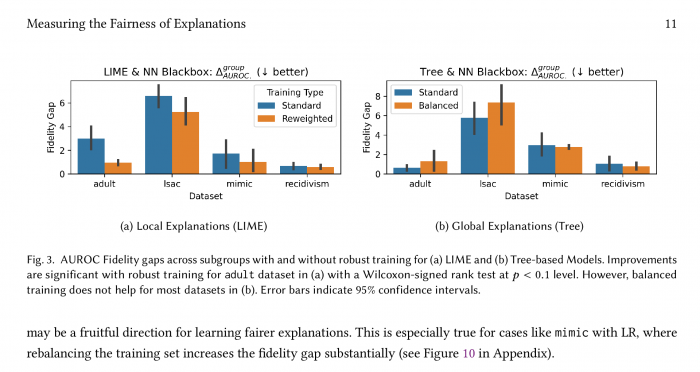 Measuring the Fairness of Explanations 11
LIME & NN Blackbox: Δ^group_AUROC. (↓ better)
Fidelity Gap
6
4
2
0
Training Type
Standard
Reweighted
adult lsac mimic recidivism
Dataset
Tree & NN Blackbox: Δ^group_AUROC. (↓ better)
Fidelity Gap
8
6
4
2
0
Standard
Balanced
adult lsac mimic recidivism
Dataset
(a) Local Explanations (LIME) (b) Global Explanations (Tree)
Fig. 3. AUROC Fidelity gaps across subgroups with and without robust training for (a) LIME and (b) Tree-based Models. Improvements
are significant with robust training for adult dataset in (a) with a Wilcoxon-signed rank test at p < 0.1 level. However, balanced
training does not help for most datasets in (b). Error bars indicate 95% confidence intervals.
may be a fruitful direction for learning fairer explanations. This is especially true for cases like mimic with LR, where
rebalancing the training set increases the fidelity gap substantially (see Figure 10 in Appendix).